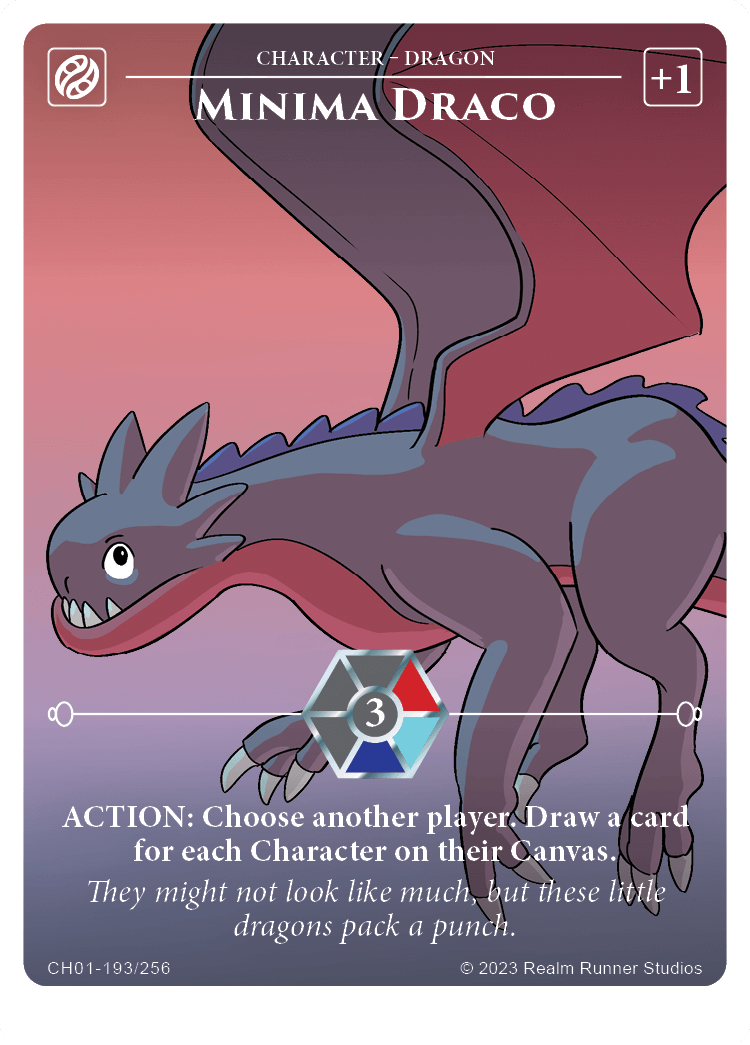 CHARACTER – DRAGON
+1
MINIMA DRACO
3
ACTION: Choose another player. Draw a card
for each Character on their Canvas.
They might not look like much, but these little
dragons pack a punch.
CH01-193/256
© 2023 Realm Runner Studios